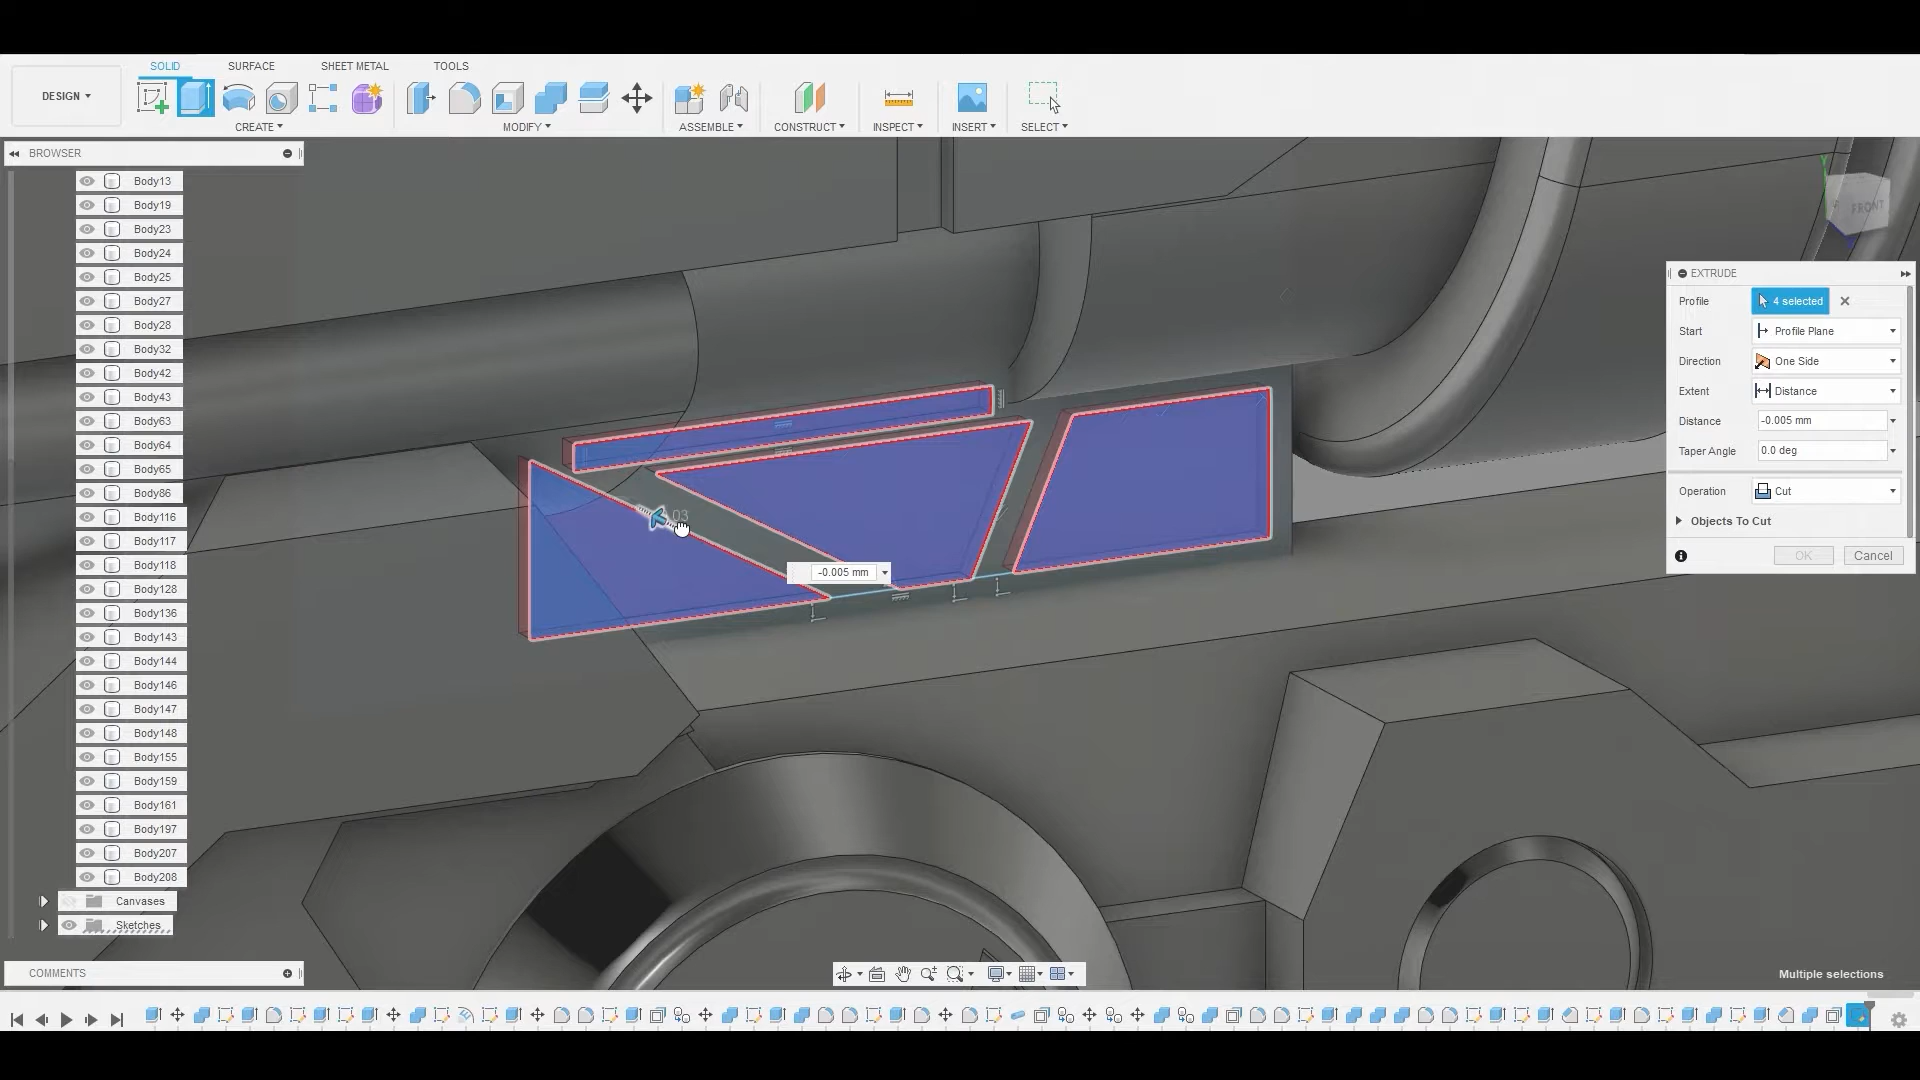 SOLID SURFACE SHEET METAL TOOLS
DESIGN
CREATE MODIFY ASSEMBLE CONSTRUCT INSPECT INSERT SELECT
BROWSER
Body13
Body19
Body23
Body24
Body25
Body27
Body28
Body32
Body42
Body43
Body63
Body64
Body65
Body86
Body116
Body117
Body118
Body128
Body136
Body143
Body144
Body146
Body147
Body148
Body155
Body159
Body161
Body197
Body207
Body208
Canvases
Sketches
COMMENTS
FRONT
EXTRUDE
Profile 4 selected
Start Profile Plane
Direction One Side
Extent Distance
Distance -0.005 mm
Taper Angle 0.0 deg
Operation Cut
Objects To Cut
OK Cancel
-0.005 mm
Multiple selections